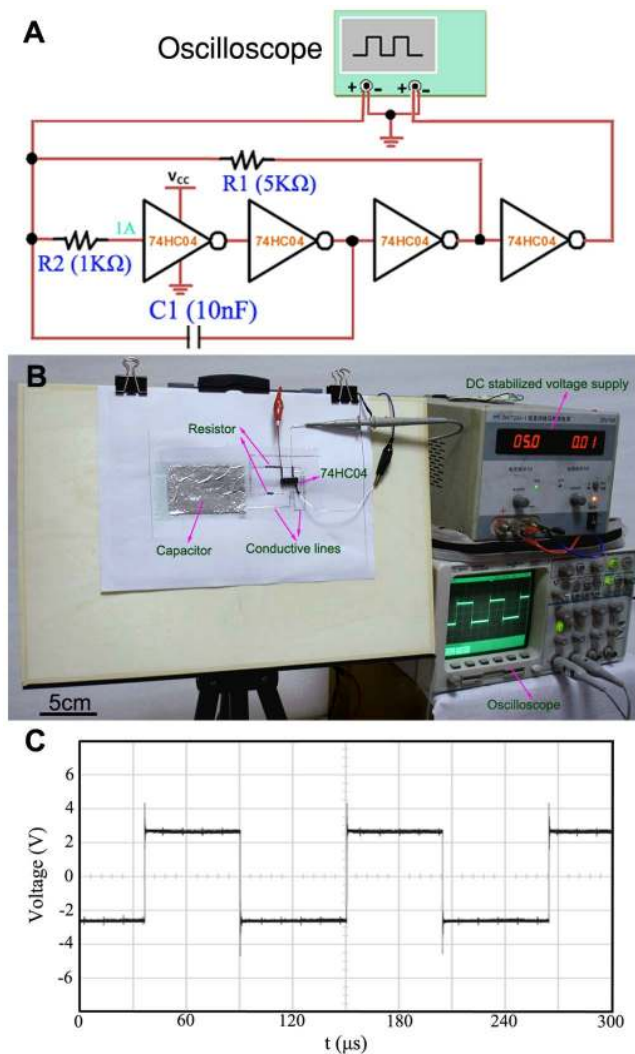 A
Oscilloscope
+ - + -
R1 (5KΩ)
Vcc
1A
74HC04 74HC04 74HC04 74HC04
R2 (1KΩ)
C1 (10nF)
B
DC stabilized voltage supply
05.0 0.01
Resistor
74HC04
Capacitor
Conductive lines
5cm
Oscilloscope
C
Voltage (V)
6
4
2
0
-2
-4
-6
0 60 120 180 240 300
t (μs)